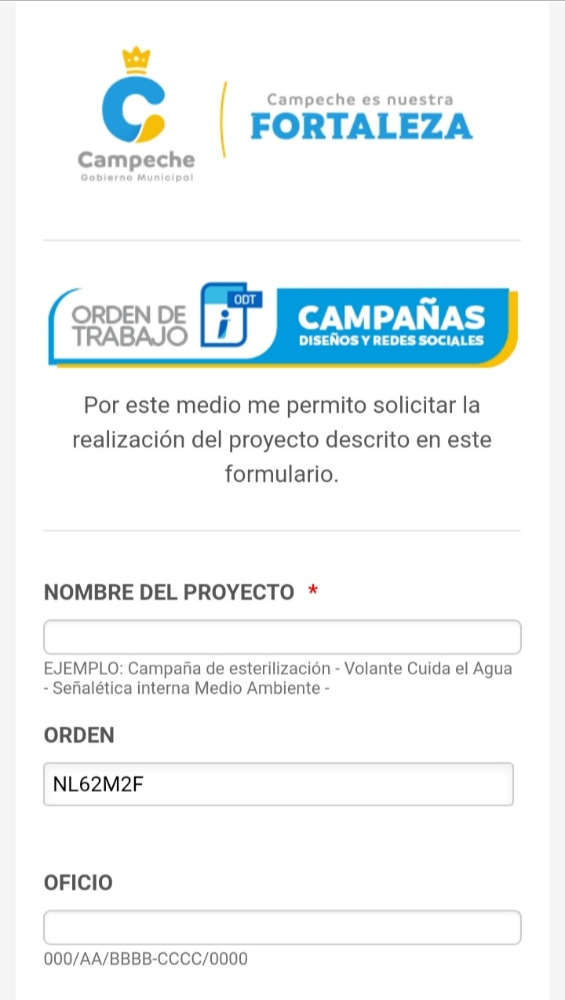 Campeche
Gobierno Municipal
Campeche es nuestra
FORTALEZA
ORDEN DE
TRABAJO
ODT
i
CAMPAÑAS
DISEÑOS Y REDES SOCIALES
Por este medio me permito solicitar la
realización del proyecto descrito en este
formulario.
NOMBRE DEL PROYECTO *
EJEMPLO: Campaña de esterilización - Volante Cuida el Agua
- Señalética interna Medio Ambiente -
ORDEN
NL62M2F
OFICIO
000/AA/BBBB-CCCC/0000